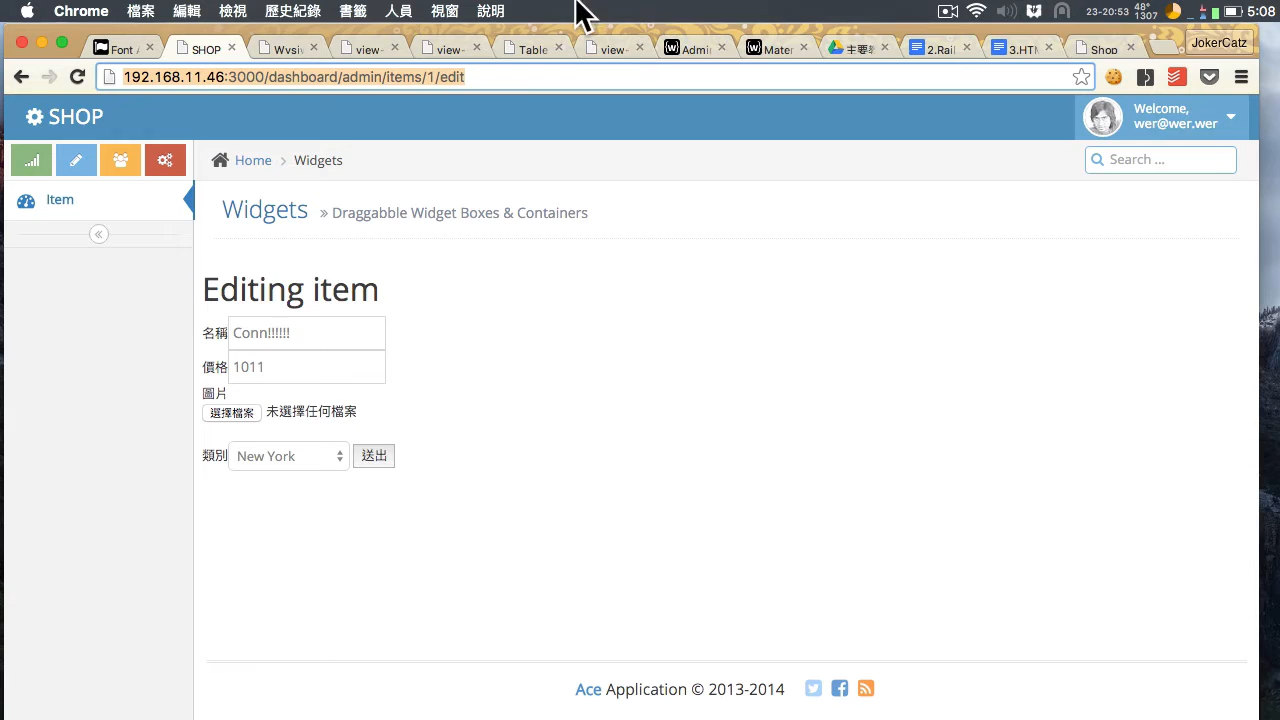 Chrome 檔案 編輯 檢視 歷史紀錄 書籤 人員 視窗 說明 23-20:53 48° 1307 5:08
Font SHOP Wvsi view- view- Table view- Admi Mater 主要 2.Rail 3.HTI Shop JokerCatz
192.168.11.46:3000/dashboard/admin/items/1/edit
SHOP
Welcome,
wer@wer.wer
Home > Widgets Search ...
Item
Widgets » Draggabble Widget Boxes & Containers
Editing item
名稱 Conn!!!!!!
價格 1011
圖片
選擇檔案 未選擇任何檔案
類別 New York 送出
Ace Application © 2013-2014